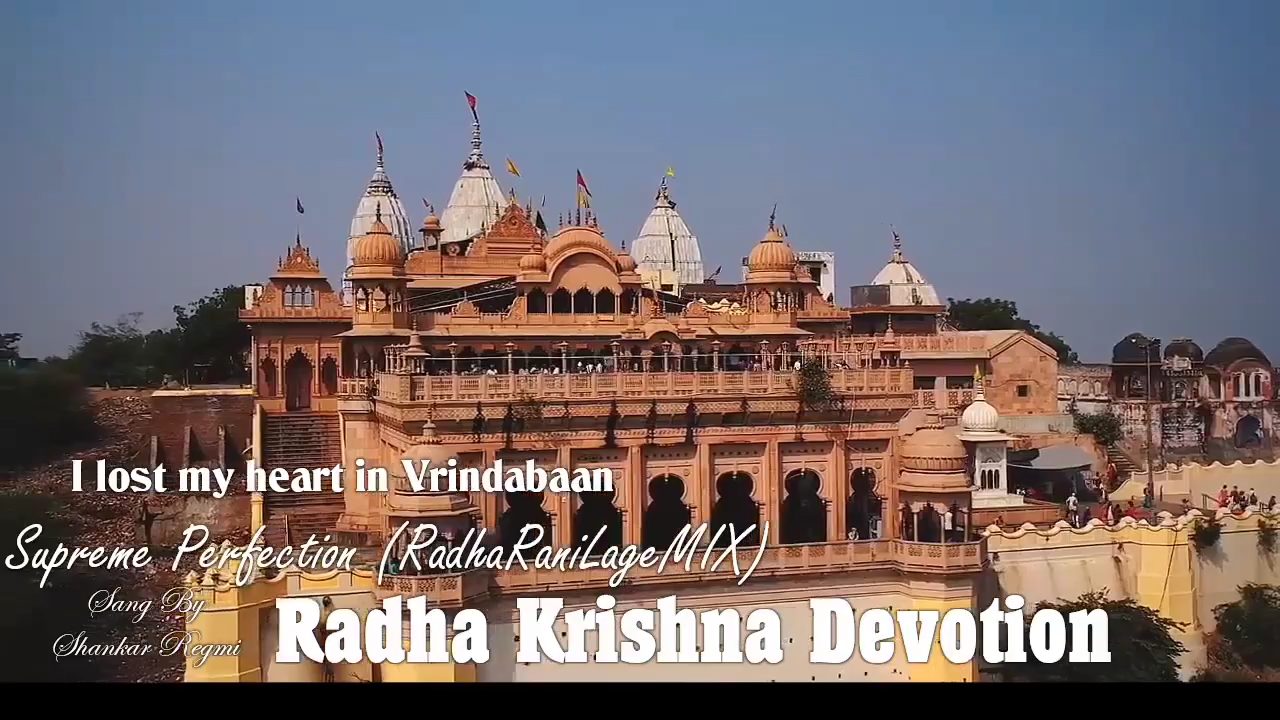 I lost my heart in Vrindabaan
Supreme Perfection (RadhaRaniLageMIX)
Sang By
Shankar Regmi
Radha Krishna Devotion